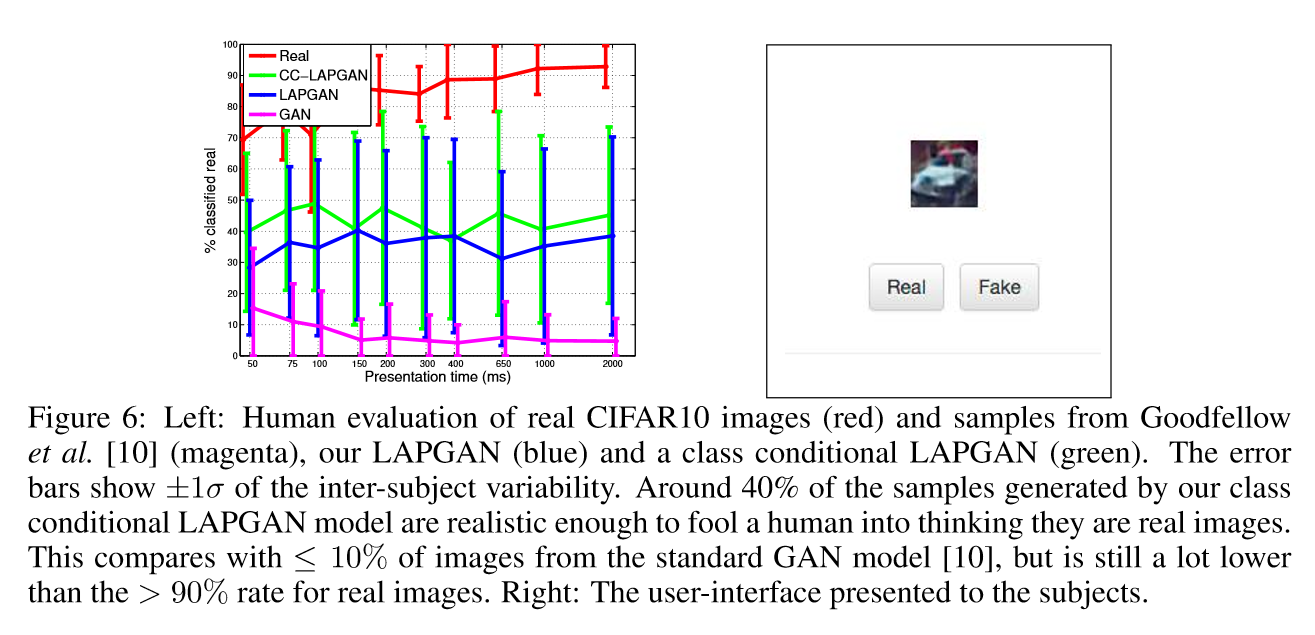 100
90
80
70
60
50
40
30
20
10
0
% classified real
Real
CC−LAPGAN
LAPGAN
GAN
50 75 100 150 200 300 400 650 1000 2000
Presentation time (ms)
Real Fake
Figure 6: Left: Human evaluation of real CIFAR10 images (red) and samples from Goodfellow
et al. [10] (magenta), our LAPGAN (blue) and a class conditional LAPGAN (green). The error
bars show ±1σ of the inter-subject variability. Around 40% of the samples generated by our class
conditional LAPGAN model are realistic enough to fool a human into thinking they are real images.
This compares with ≤ 10% of images from the standard GAN model [10], but is still a lot lower
than the > 90% rate for real images. Right: The user-interface presented to the subjects.